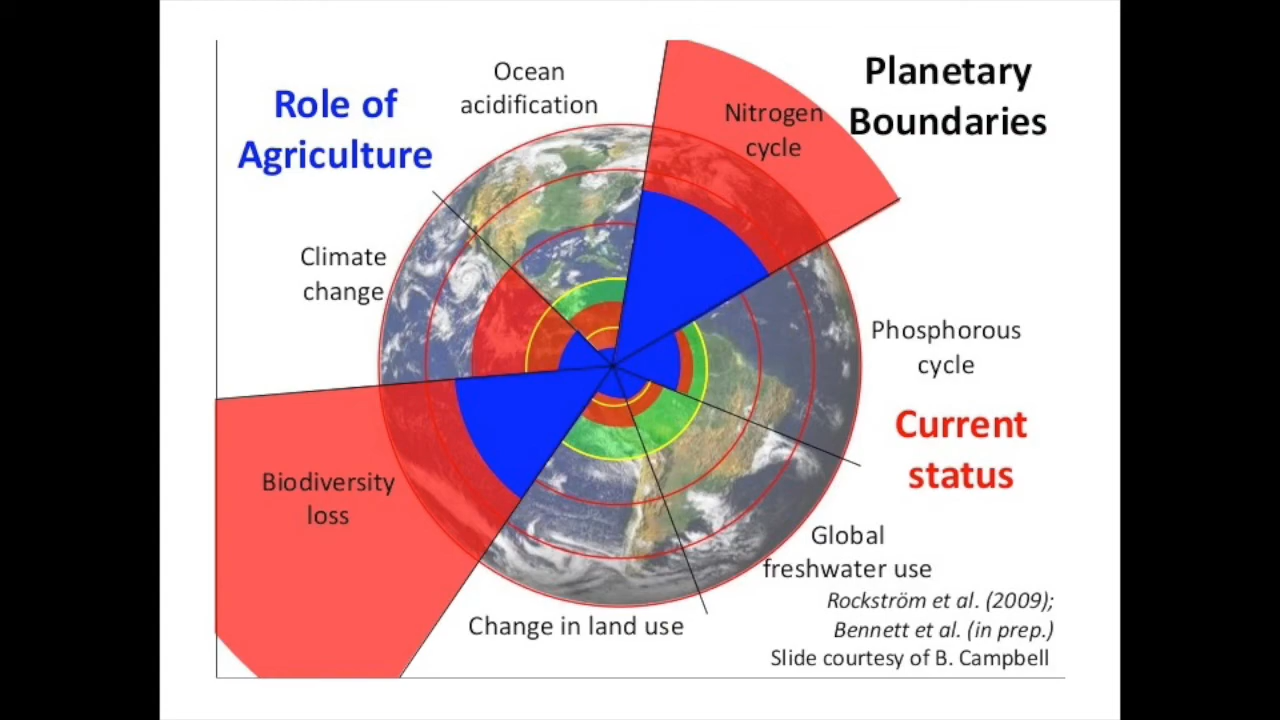 Role of
Agriculture
Ocean
acidification
Nitrogen
cycle
Planetary
Boundaries
Climate
change
Phosphorous
cycle
Current
status
Biodiversity
loss
Global
freshwater use
Change in land use
Rockström et al. (2009);
Bennett et al. (in prep.)
Slide courtesy of B. Campbell